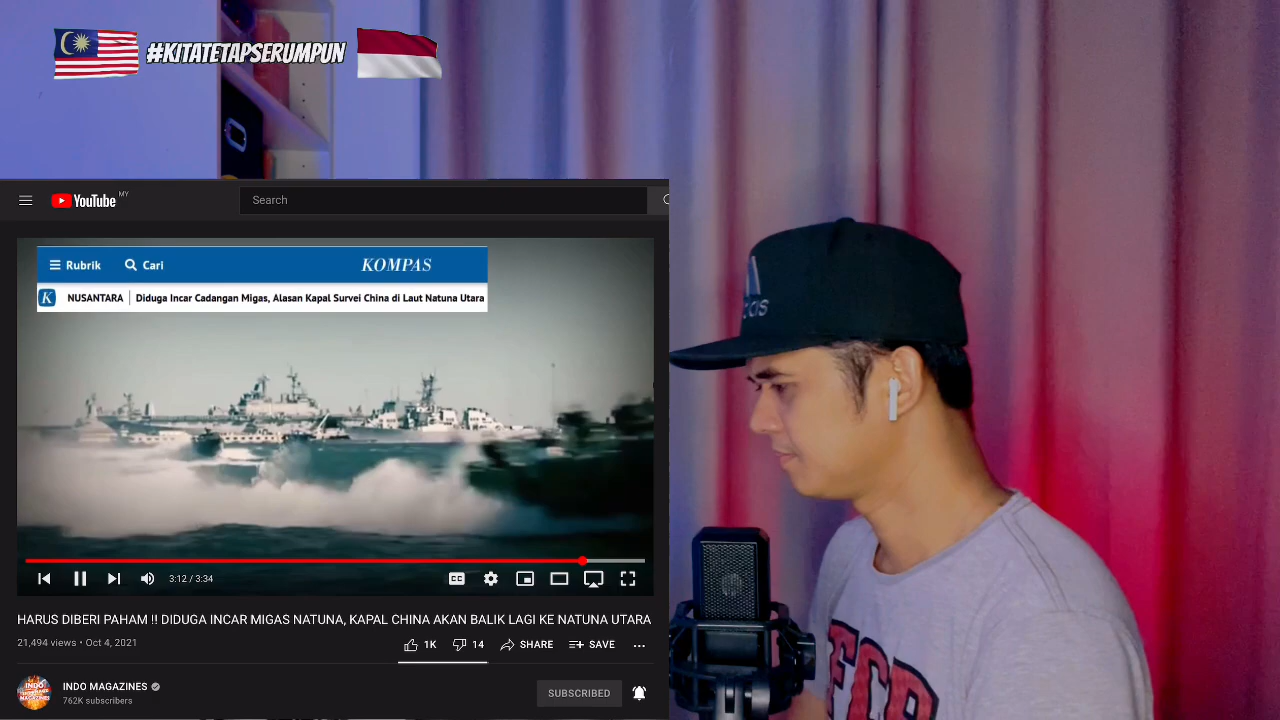 #KITATETAPSERUMPUN
YouTube MY
Search
Rubrik Cari KOMPAS
K NUSANTARA | Diduga Incar Cadangan Migas, Alasan Kapal Survei China di Laut Natuna Utara
3:12 / 3:34
CC
HARUS DIBERI PAHAM !! DIDUGA INCAR MIGAS NATUNA, KAPAL CHINA AKAN BALIK LAGI KE NATUNA UTARA
21,494 views • Oct 4, 2021
1K 14 SHARE SAVE
INDO MAGAZINES
762K subscribers
SUBSCRIBED